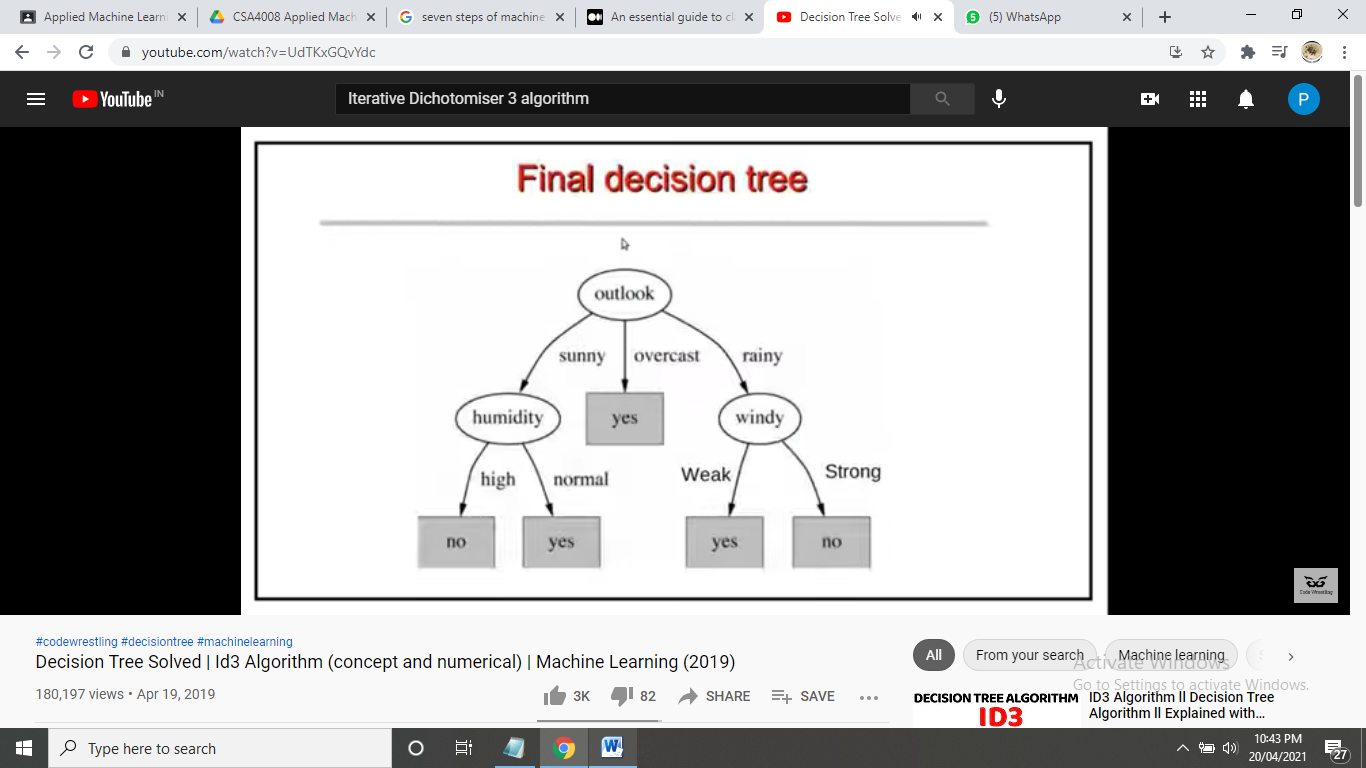 Applied Machine Learni
CSA4008 Applied Mach
seven steps of machine
An essential guide to cl
Decision Tree Solve
(5) WhatsApp
youtube.com/watch?v=UdTKxGQvYdc
YouTube IN
Iterative Dichotomiser 3 algorithm
P
Final decision tree
outlook
sunny overcast rainy
humidity yes windy
high normal Weak Strong
no yes yes no
Code Wrestling
#codewrestling #decisiontree #machinelearning
Decision Tree Solved | Id3 Algorithm (concept and numerical) | Machine Learning (2019)
180,197 views • Apr 19, 2019
3K 82 SHARE SAVE
All From your search Machine learning
Activate Windows
Go to Settings to activate Windows.
DECISION TREE ALGORITHM
ID3
ID3 Algorithm ll Decision Tree
Algorithm ll Explained with...
Type here to search
10:43 PM
20/04/2021
27